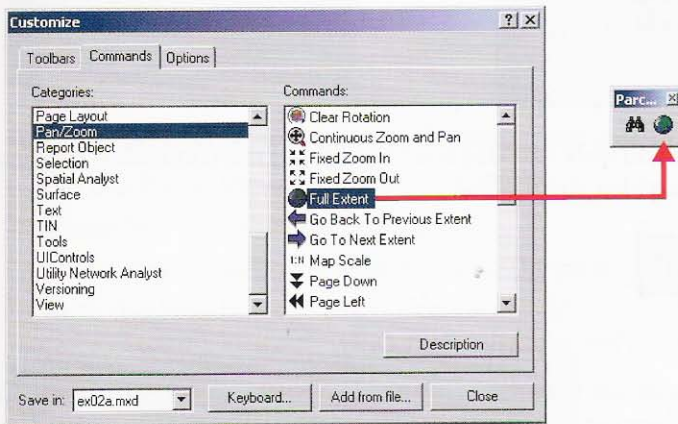 Customize
Toolbars Commands Options
Categories:
Page Layout
Pan/Zoom
Report Object
Selection
Spatial Analyst
Surface
Text
TIN
Tools
UIControls
Utility Network Analyst
Versioning
View
Commands:
Clear Rotation
Continuous Zoom and Pan
Fixed Zoom In
Fixed Zoom Out
Full Extent
Go Back To Previous Extent
Go To Next Extent
1:N Map Scale
Page Down
Page Left
Description
Save in: ex02a.mxd Keyboard... Add from file... Close
Parc...